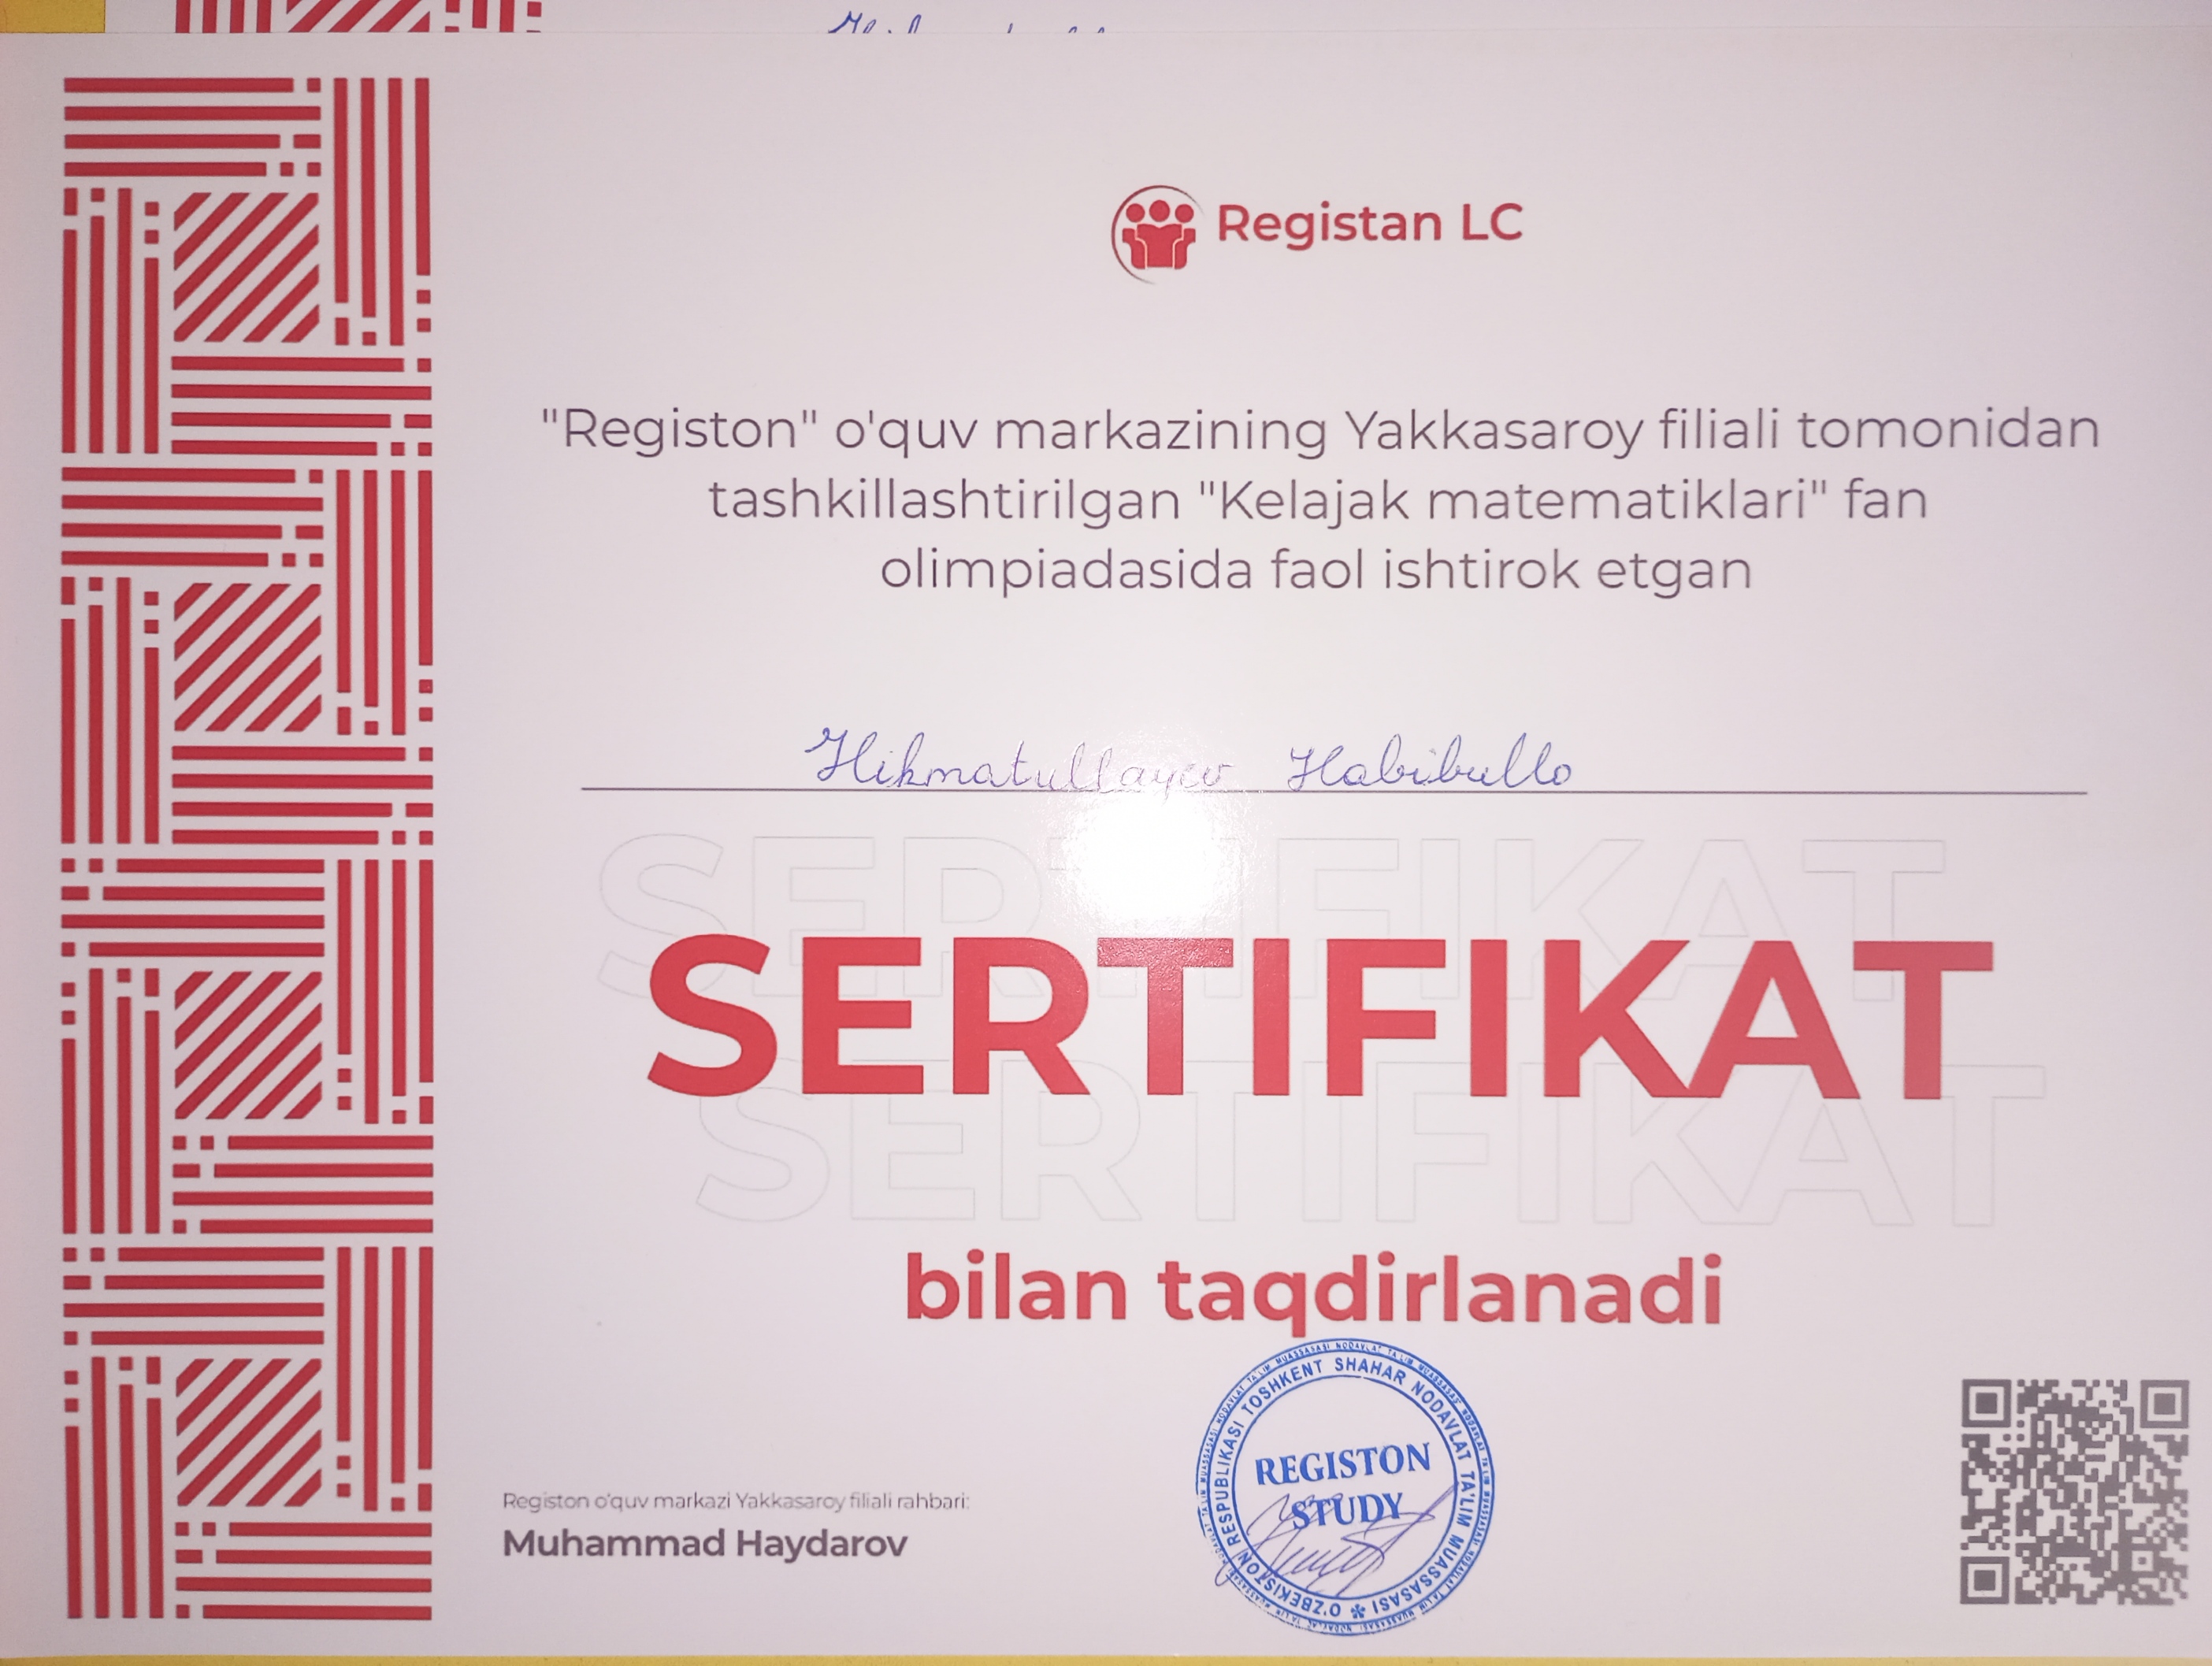 Registan LC
"Registon" o'quv markazining Yakkasaroy filiali tomonidan
tashkillashtirilgan "Kelajak matematiklari" fan
olimpiadasida faol ishtirok etgan
Hikmatullayev Habibullo
SERTIFIKAT
SERTIFIKAT
SERTIFIKAT
bilan taqdirlanadi
O'ZBEKISTON RESPUBLIKASI TOSHKENT SHAHAR NODAVLAT TA'LIM MUASSASASI
REGISTON
STUDY
Registon o'quv markazi Yakkasaroy filiali rahbari:
Muhammad Haydarov